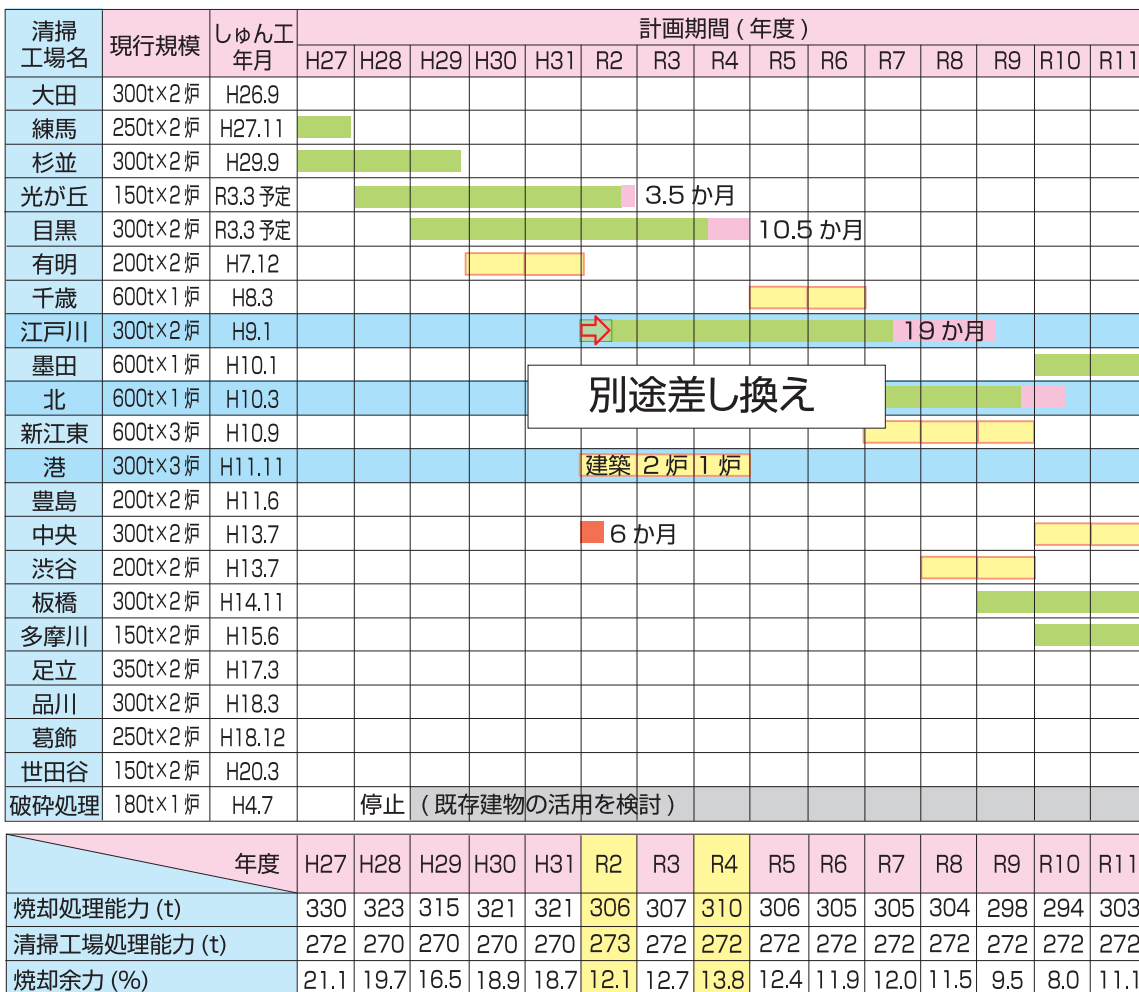 清掃工場名 現行規模 しゅん工年月 計画期間(年度)
H27 H28 H29 H30 H31 R2 R3 R4 R5 R6 R7 R8 R9 R10 R11
大田 300t×2炉 H26.9
練馬 250t×2炉 H27.11
杉並 300t×2炉 H29.9
光が丘 150t×2炉 R3.3予定 3.5か月
目黒 300t×2炉 R3.3予定 10.5か月
有明 200t×2炉 H7.12
千歳 600t×1炉 H8.3
江戸川 300t×2炉 H9.1 19か月
墨田 600t×1炉 H10.1
別途差し換え
北 600t×1炉 H10.3
新江東 600t×3炉 H10.9
港 300t×3炉 H11.11 建築 2炉 1炉
豊島 200t×2炉 H11.6
中央 300t×2炉 H13.7 6か月
渋谷 200t×2炉 H13.7
板橋 300t×2炉 H14.11
多摩川 150t×2炉 H15.6
足立 350t×2炉 H17.3
品川 300t×2炉 H18.3
葛飾 250t×2炉 H18.12
世田谷 150t×2炉 H20.3
破砕処理 180t×1炉 H4.7 停止 (既存建物の活用を検討)
年度 H27 H28 H29 H30 H31 R2 R3 R4 R5 R6 R7 R8 R9 R10 R11
焼却処理能力(t) 330 323 315 321 321 306 307 310 306 305 305 304 298 294 303
清掃工場処理能力(t) 272 270 270 270 270 273 272 272 272 272 272 272 272 272 272
焼却余力(%) 21.1 19.7 16.5 18.9 18.7 12.1 12.7 13.8 12.4 11.9 12.0 11.5 9.5 8.0 11.1